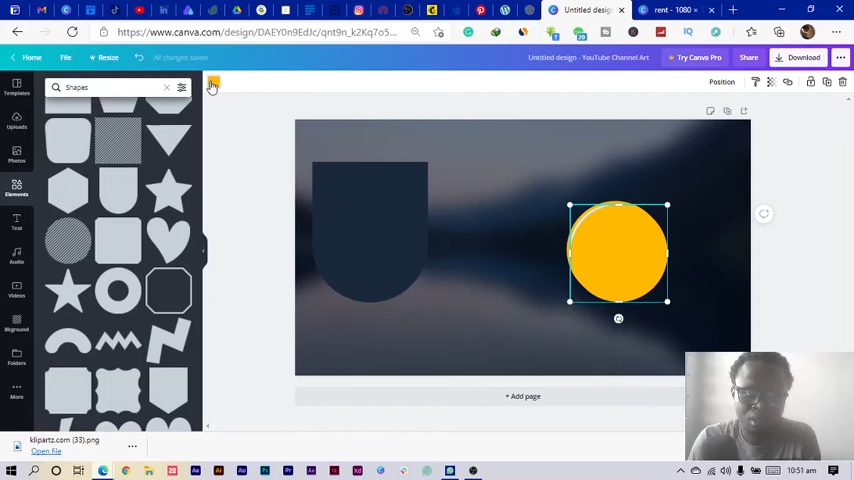 Untitled design - \
rent - 1080 ×
https://www.canva.com/design/DAEY0n9EdJc/qnt9n_k2Kq7o5...
Home
File
Resize
All changes saved
Untitled design - YouTube Channel Art
Try Canva Pro
Share
Download
Templates
Shapes
Position
Uploads
Photos
Elements
Text
Audio
Videos
Bkground
Folders
More
+ Add page
klipartz.com (33).png
Open file
10:51 am